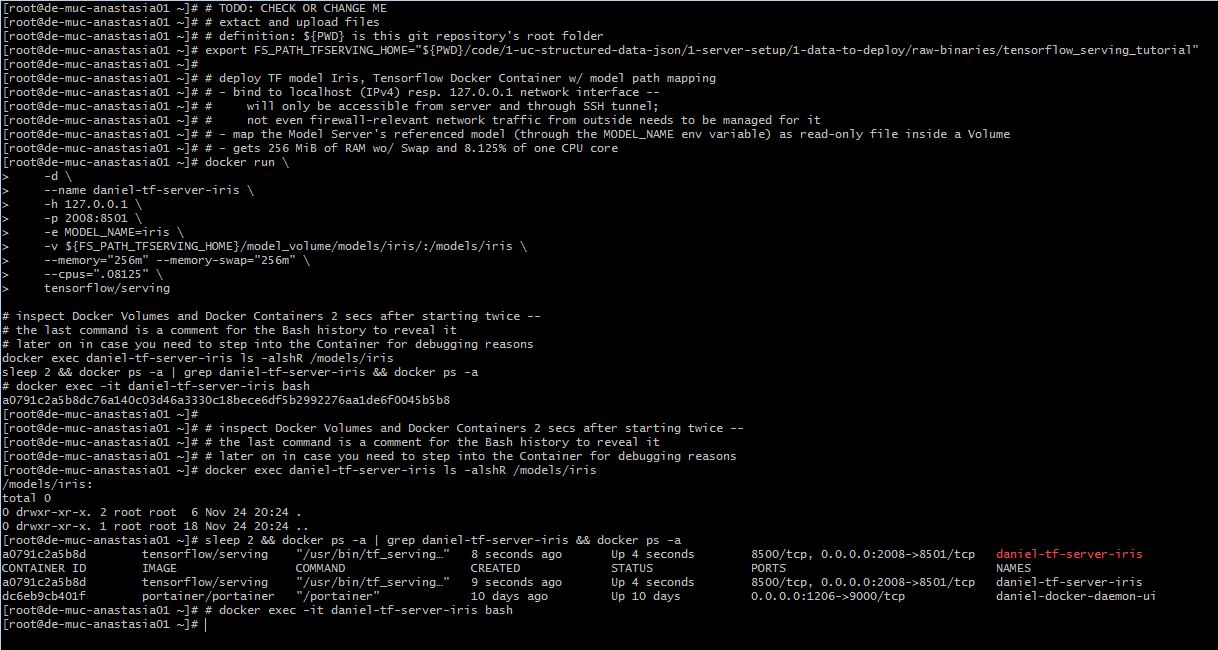 [root@de-muc-anastasia01 ~]# # TODO: CHECK OR CHANGE ME
[root@de-muc-anastasia01 ~]# # extact and upload files
[root@de-muc-anastasia01 ~]# # definition: ${PWD} is this git repository's root folder
[root@de-muc-anastasia01 ~]# export FS_PATH_TFSERVING_HOME="${PWD}/code/1-uc-structured-data-json/1-server-setup/1-data-to-deploy/raw-binaries/tensorflow_serving_tutorial"
[root@de-muc-anastasia01 ~]#
[root@de-muc-anastasia01 ~]# # deploy TF model Iris, Tensorflow Docker Container w/ model path mapping
[root@de-muc-anastasia01 ~]# # - bind to localhost (IPv4) resp. 127.0.0.1 network interface --
[root@de-muc-anastasia01 ~]# #     will only be accessible from server and through SSH tunnel;
[root@de-muc-anastasia01 ~]# #     not even firewall-relevant network traffic from outside needs to be managed for it
[root@de-muc-anastasia01 ~]# # - map the Model Server's referenced model (through the MODEL_NAME env variable) as read-only file inside a Volume
[root@de-muc-anastasia01 ~]# # - gets 256 MiB of RAM wo/ Swap and 8.125% of one CPU core
[root@de-muc-anastasia01 ~]# docker run \
>     -d \
>     --name daniel-tf-server-iris \
>     -h 127.0.0.1 \
>     -p 2008:8501 \
>     -e MODEL_NAME=iris \
>     -v ${FS_PATH_TFSERVING_HOME}/model_volume/models/iris/:/models/iris \
>     --memory="256m" --memory-swap="256m" \
>     --cpus=".08125" \
>     tensorflow/serving

# inspect Docker Volumes and Docker Containers 2 secs after starting twice --
# the last command is a comment for the Bash history to reveal it
# later on in case you need to step into the Container for debugging reasons
docker exec daniel-tf-server-iris ls -alshR /models/iris
sleep 2 && docker ps -a | grep daniel-tf-server-iris && docker ps -a
# docker exec -it daniel-tf-server-iris bash
a0791c2a5b8dc76a140c03d46a3330c18bece6df5b2992276aa1de6f0045b5b8
[root@de-muc-anastasia01 ~]#
[root@de-muc-anastasia01 ~]# # inspect Docker Volumes and Docker Containers 2 secs after starting twice --
[root@de-muc-anastasia01 ~]# # the last command is a comment for the Bash history to reveal it
[root@de-muc-anastasia01 ~]# # later on in case you need to step into the Container for debugging reasons
[root@de-muc-anastasia01 ~]# docker exec daniel-tf-server-iris ls -alshR /models/iris
/models/iris:
total 0
0 drwxr-xr-x. 2 root root  6 Nov 24 20:24 .
0 drwxr-xr-x. 1 root root 18 Nov 24 20:24 ..
[root@de-muc-anastasia01 ~]# sleep 2 && docker ps -a | grep daniel-tf-server-iris && docker ps -a
a0791c2a5b8d        tensorflow/serving    "/usr/bin/tf_serving…"   8 seconds ago       Up 4 seconds        8500/tcp, 0.0.0.0:2008->8501/tcp   daniel-tf-server-iris
CONTAINER ID        IMAGE                 COMMAND                  CREATED             STATUS              PORTS                              NAMES
a0791c2a5b8d        tensorflow/serving    "/usr/bin/tf_serving…"   9 seconds ago       Up 4 seconds        8500/tcp, 0.0.0.0:2008->8501/tcp   daniel-tf-server-iris
dc6eb9cb401f        portainer/portainer   "/portainer"             10 days ago         Up 10 days          0.0.0.0:1206->9000/tcp             daniel-docker-daemon-ui
[root@de-muc-anastasia01 ~]# # docker exec -it daniel-tf-server-iris bash
[root@de-muc-anastasia01 ~]#